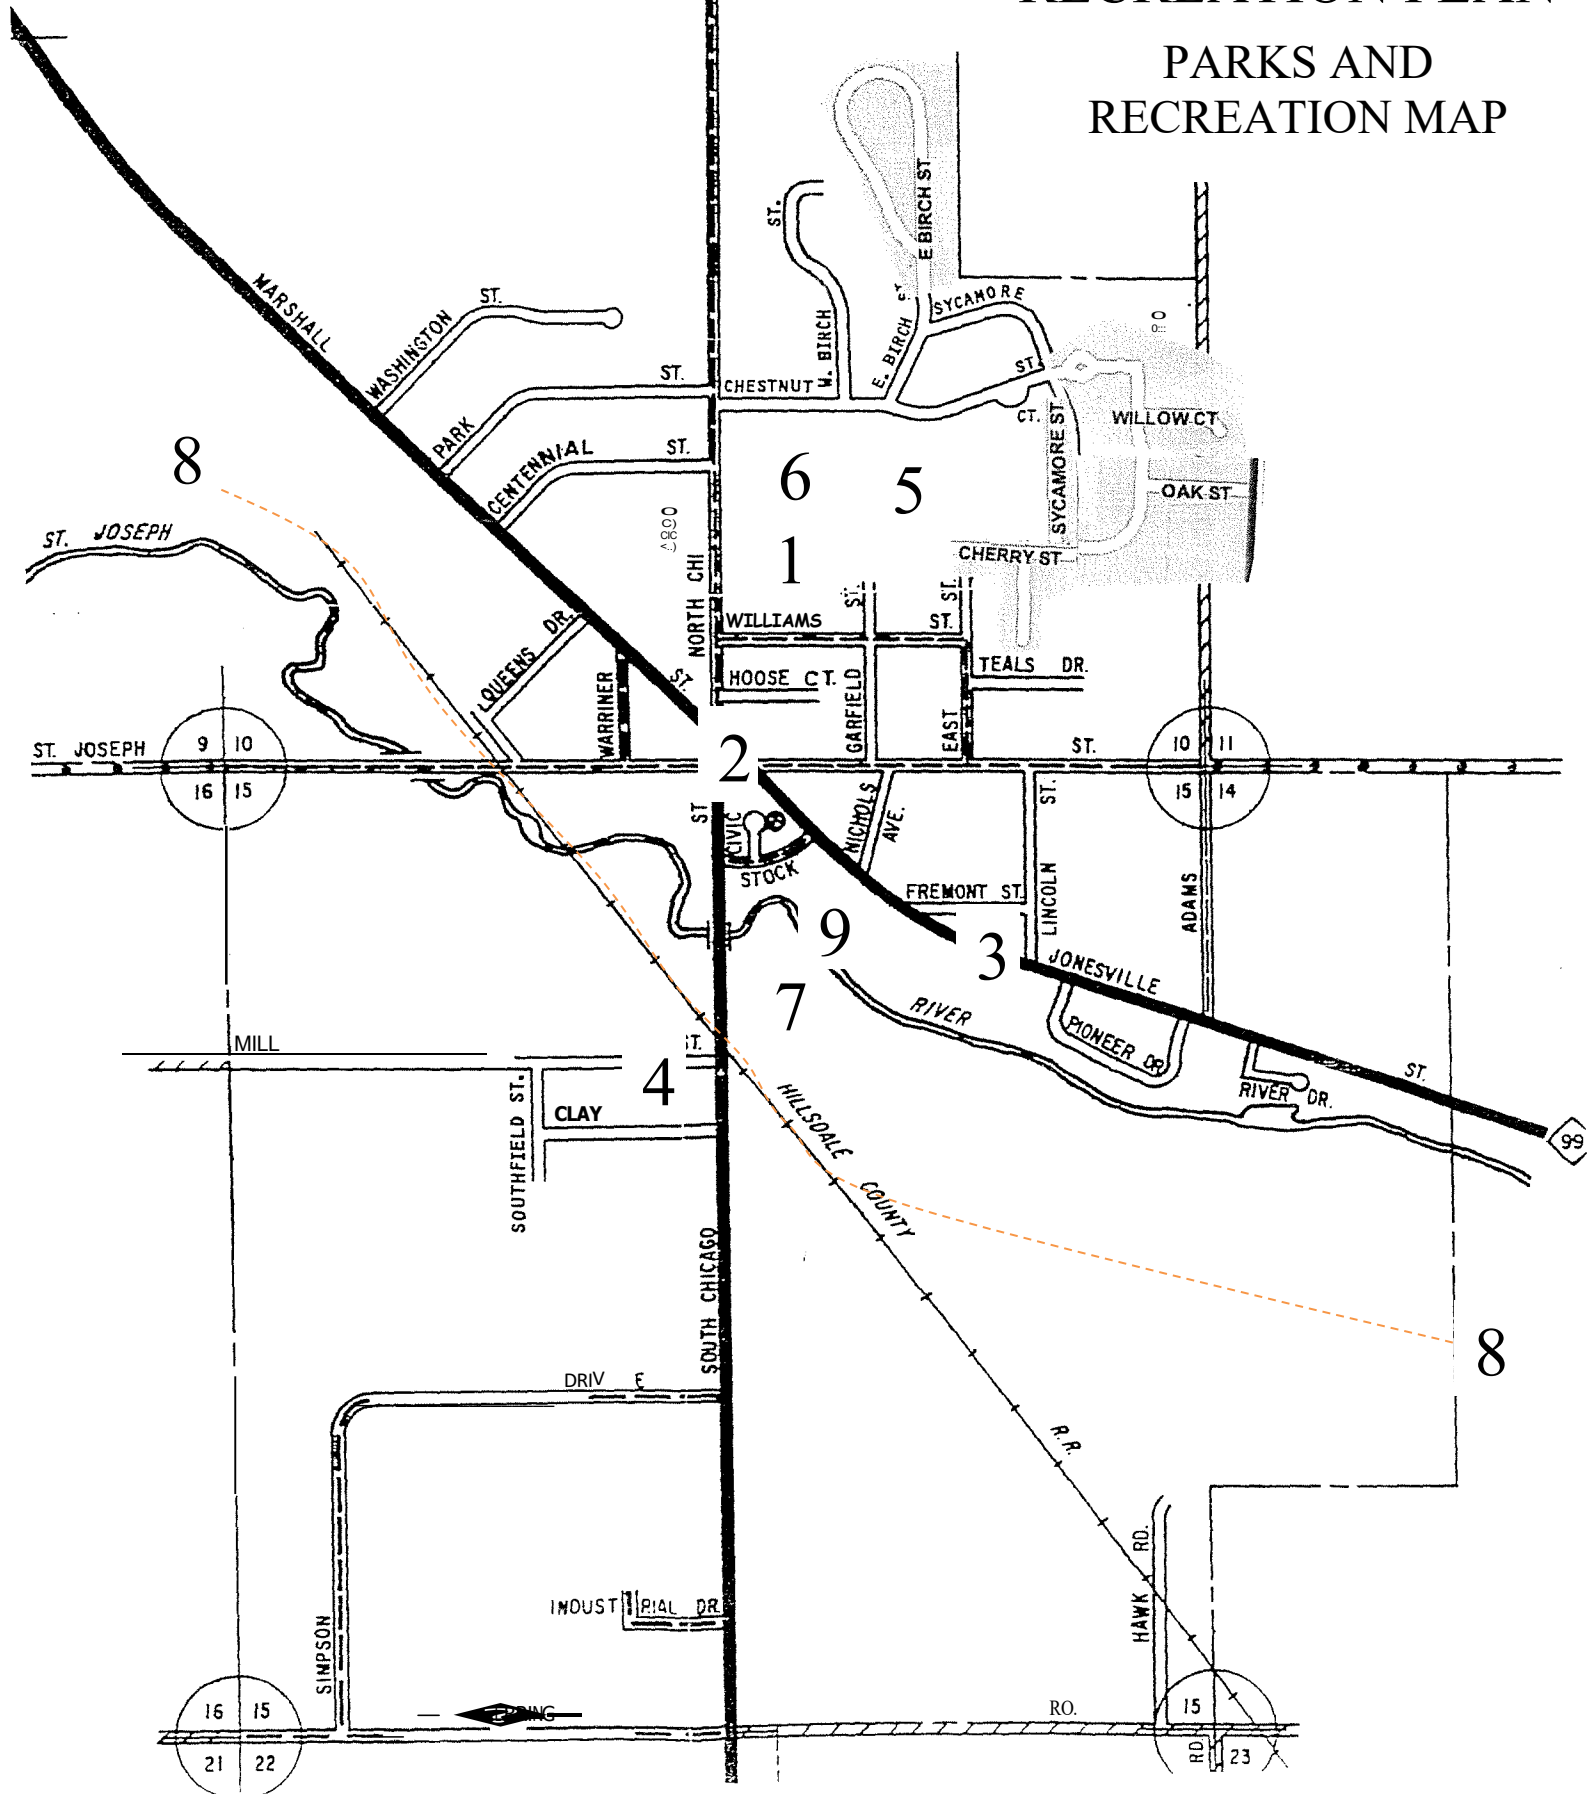 PARKS AND
RECREATION MAP
E BIRCH ST
ST.
MARSHALL
WASHINGTON
ST.
W. BIRCH
E. BIRCH
ST
SYCAMORE
ST.
CHESTNUT
ST.
CT.
WILLOW CT
PARK
CENTENNIAL
ST.
SYCAMORE ST
OAK ST
CHERRY ST
8
6
5
1
ST. JOSEPH
NORTH CHI
QUEENS DR.
WARRINER
ST.
WILLIAMS
ST.
ST.
ST.
HOOSE CT.
GARFIELD
EAST
TEALS DR.
ST. JOSEPH
9 10
16 15
2
ST.
10 11
15 14
ST
CIVIC
STOCK
NICHOLS
AVE.
ST.
LINCOLN
FREMONT ST.
ADAMS
9
3
7
RIVER
JONESVILLE
PIONEER DR
RIVER DR.
ST.
99
MILL
T.
4
CLAY
SOUTHFIELD ST.
HILLSDALE
COUNTY
R.R.
SOUTH CHICAGO
8
DRIV E
SIMPSON
INDUST RIAL DR.
HAWK RD.
16 15
21 22
RO.
15
RD
23